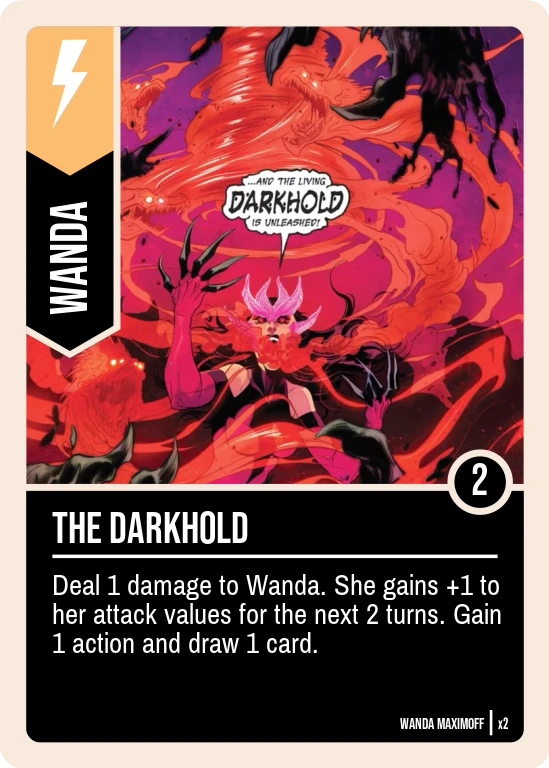 WANDA
...AND THE LIVING
DARKHOLD
IS UNLEASHED!
2
THE DARKHOLD
Deal 1 damage to Wanda. She gains +1 to
her attack values for the next 2 turns. Gain
1 action and draw 1 card.
WANDA MAXIMOFF | x2